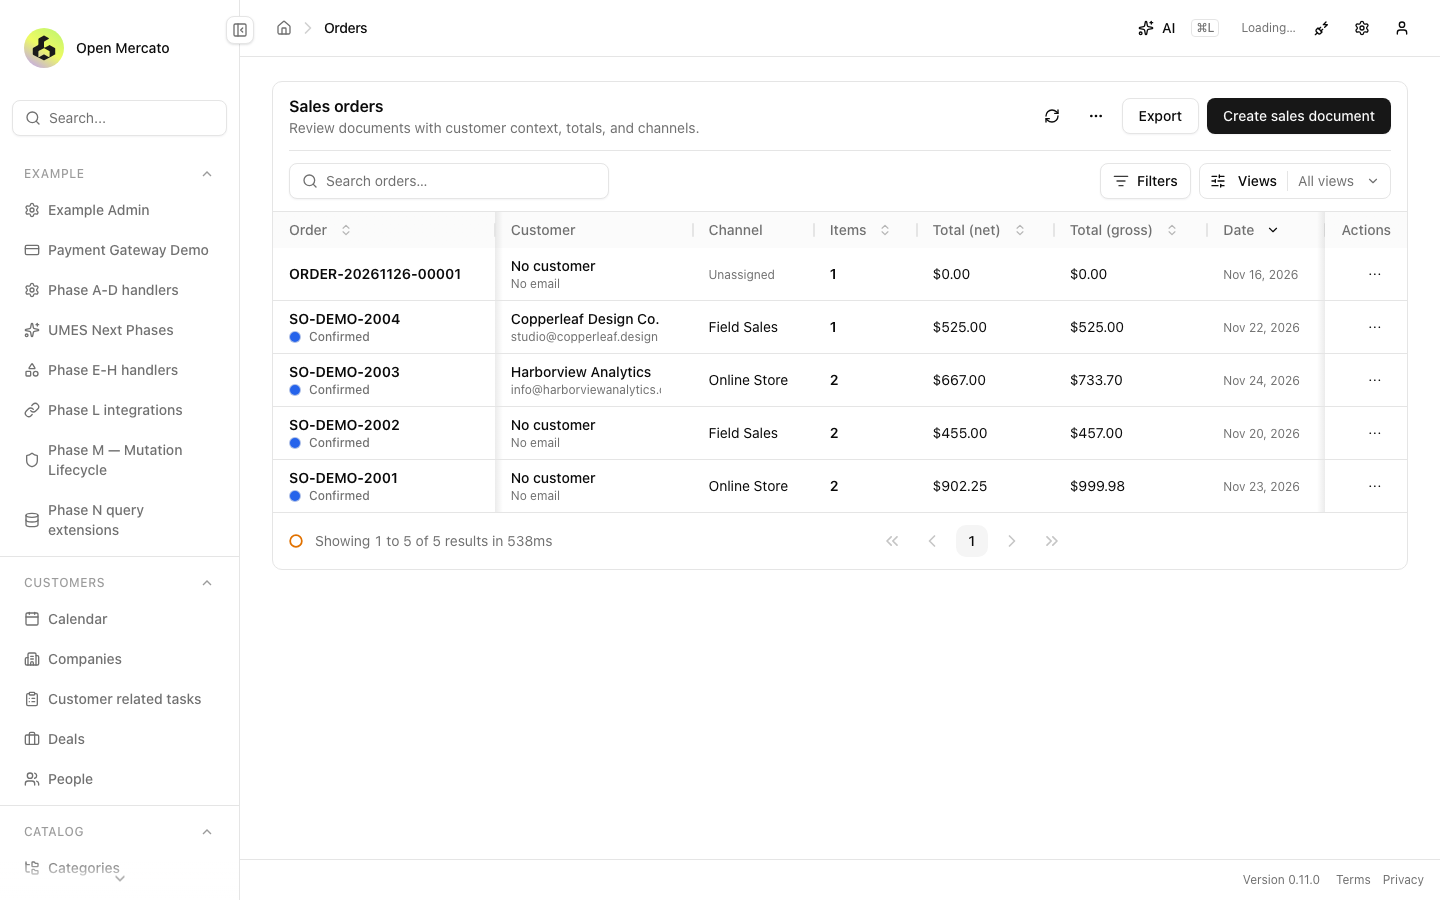 Open Mercato
Search...
EXAMPLE
Example Admin
Payment Gateway Demo
Phase A-D handlers
UMES Next Phases
Phase E-H handlers
Phase L integrations
Phase M — Mutation
Lifecycle
Phase N query
extensions
CUSTOMERS
Calendar
Companies
Customer related tasks
Deals
People
CATALOG
Categories
Orders
AI ⌘L Loading...
Sales orders
Review documents with customer context, totals, and channels.
Export
Create sales document
Search orders...
Filters
Views All views
Order Customer Channel Items Total (net) Total (gross) Date Actions
ORDER-20261126-00001 No customer Unassigned 1 $0.00 $0.00 Nov 16, 2026 ...
No email
SO-DEMO-2004 Copperleaf Design Co. Field Sales 1 $525.00 $525.00 Nov 22, 2026 ...
Confirmed studio@copperleaf.design
SO-DEMO-2003 Harborview Analytics Online Store 2 $667.00 $733.70 Nov 24, 2026 ...
Confirmed info@harborviewanalytics.
SO-DEMO-2002 No customer Field Sales 2 $455.00 $457.00 Nov 20, 2026 ...
Confirmed No email
SO-DEMO-2001 No customer Online Store 2 $902.25 $999.98 Nov 23, 2026 ...
Confirmed No email
Showing 1 to 5 of 5 results in 538ms
1
Version 0.11.0 Terms Privacy